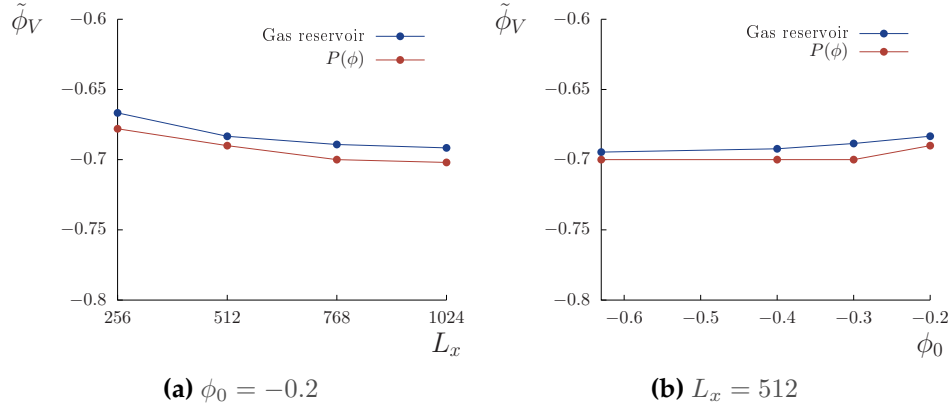 ϕ̃_V
−0.6
−0.65
−0.7
−0.75
−0.8
256
512
768
1024
L_x
Gas reservoir
P(ϕ)
(a) ϕ_0 = −0.2
ϕ̃_V
−0.6
−0.65
−0.7
−0.75
−0.8
−0.6
−0.5
−0.4
−0.3
−0.2
ϕ_0
Gas reservoir
P(ϕ)
(b) L_x = 512